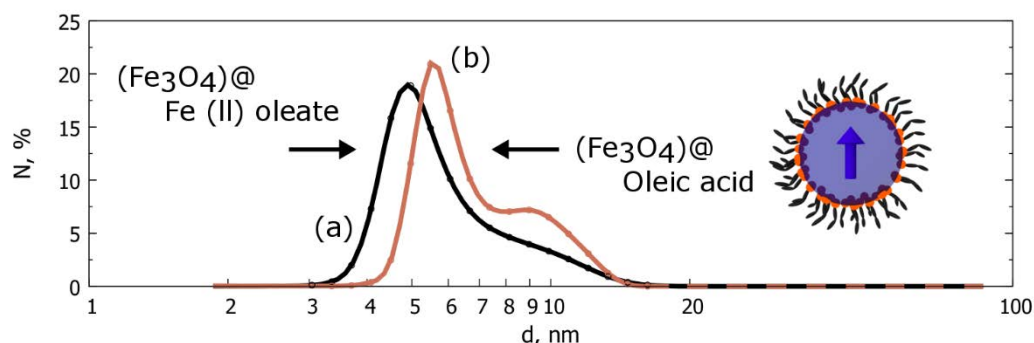 25
20
15
10
5
0
N, %
(Fe3O4)@
Fe (II) oleate
(a)
(b)
(Fe3O4)@
Oleic acid
1 2 3 4 5 6 7 8 9 10 20 100
d, nm